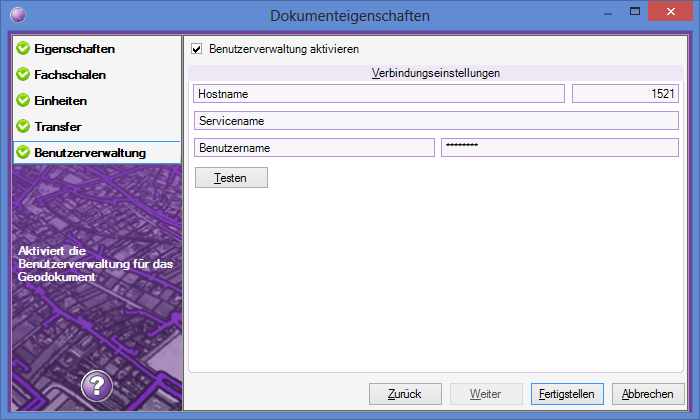 Dokumenteigenschaften
Eigenschaften
Fachschalen
Einheiten
Transfer
Benutzerverwaltung
Aktiviert die
Benutzerverwaltung für das
Geodokument
?
Benutzerverwaltung aktivieren
Verbindungseinstellungen
Hostname 1521
Servicename
Benutzername ********
Testen
Zurück Weiter Fertigstellen Abbrechen